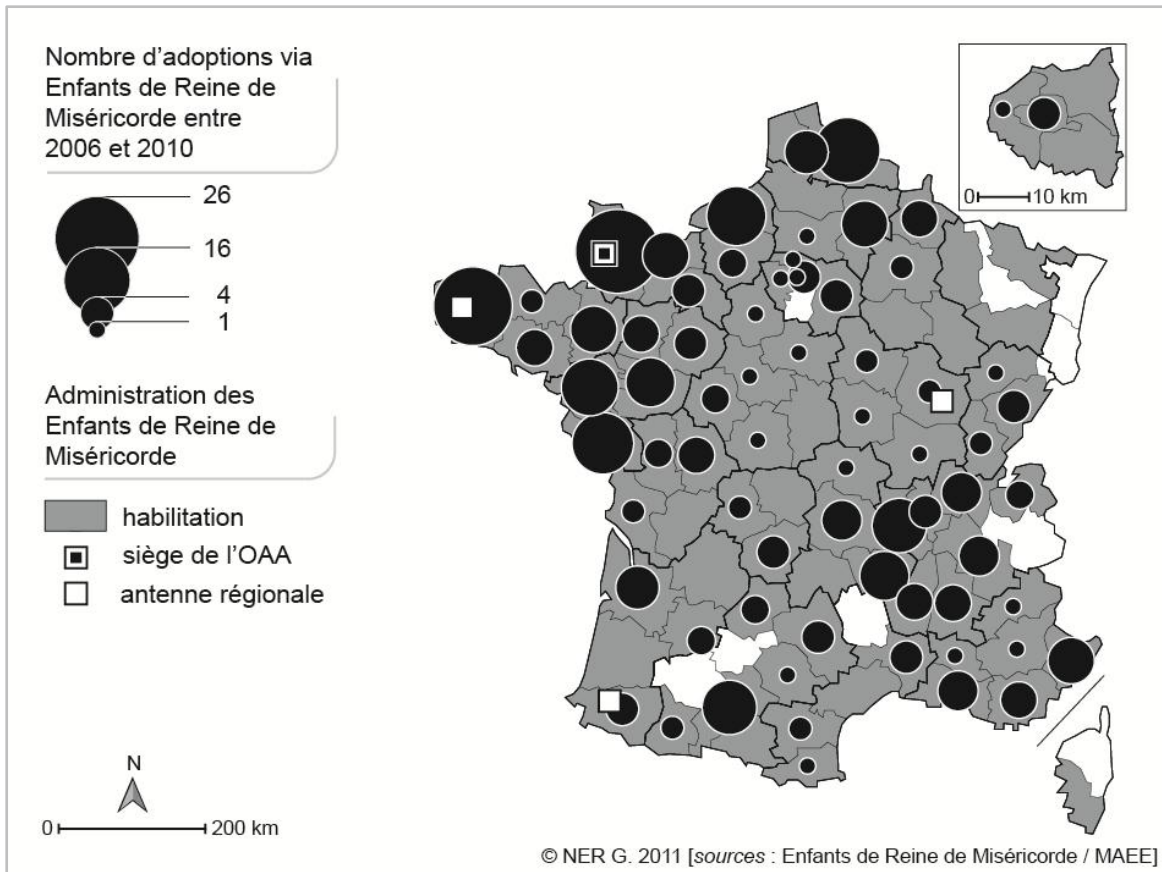 Nombre d'adoptions via
Enfants de Reine de
Miséricorde entre
2006 et 2010
26
16
4
1
Administration des
Enfants de Reine de
Miséricorde
habilitation
siège de l'OAA
antenne régionale
N
0 200 km
0 10 km
© NER G. 2011 [sources : Enfants de Reine de Miséricorde / MAEE]